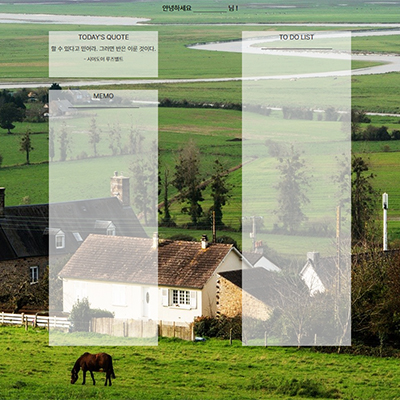 안녕하세요 님 !
TODAY'S QUOTE
할 수 있다고 믿어라. 그러면 반은 이룬 것이다.
- 시어도어 루즈벨트
MEMO
TO DO LIST